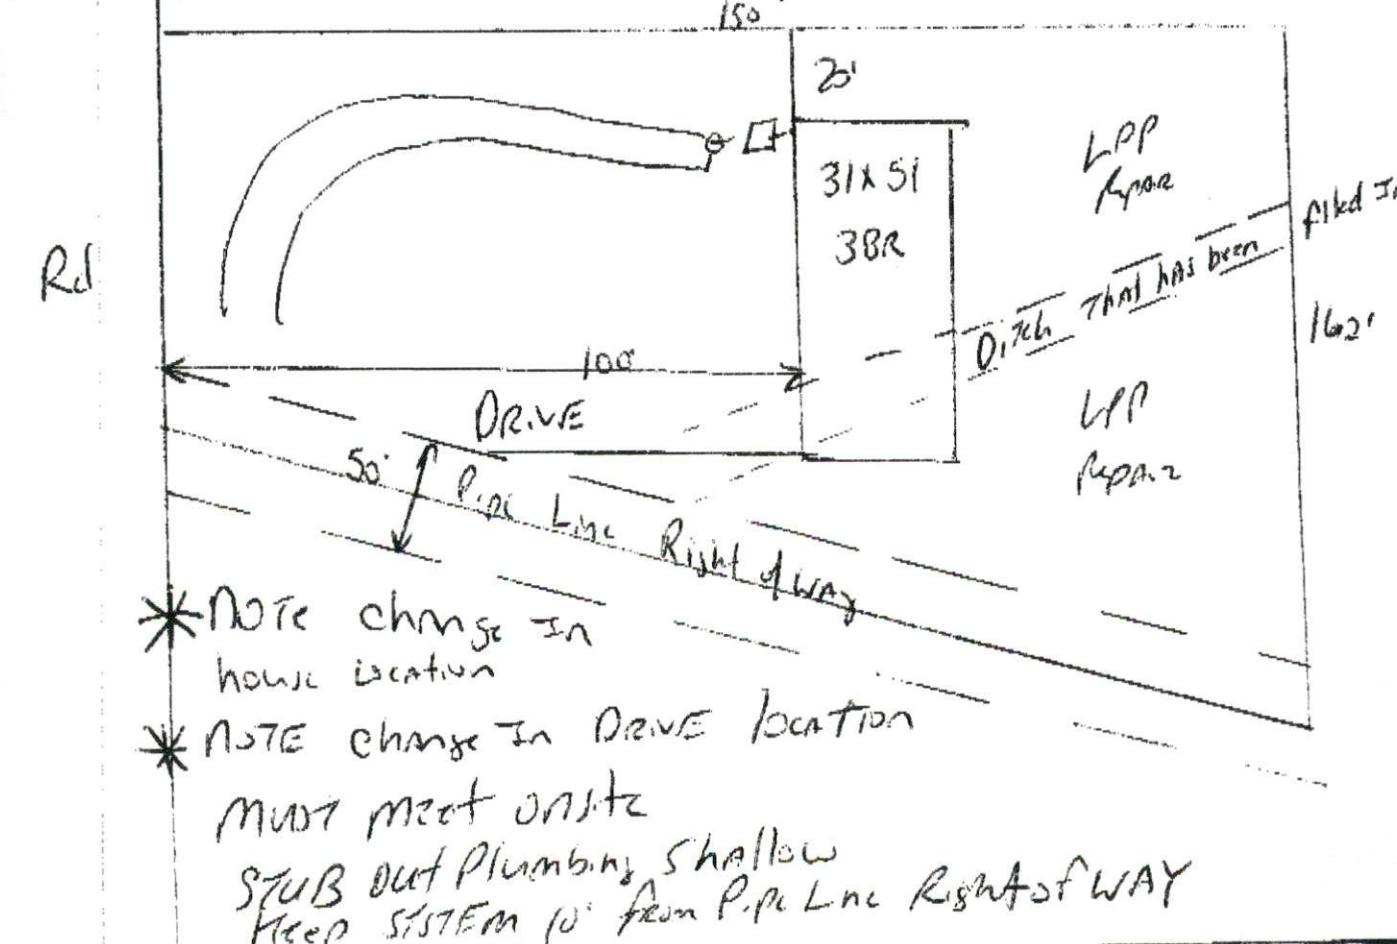 150'
20'
31x51
3BR
LPP
Repair
filled In
Ditch That has been
162'
Rd
100'
DRIVE
LPP
Repair
50'
Pipe Line Right of Way
* NOTE change In
house location
* NOTE change In DRIVE location
MUST meet onsite
STUB Out Plumbing Shallow
Keep SYSTEM 10' from Pipe Line Right of WAY